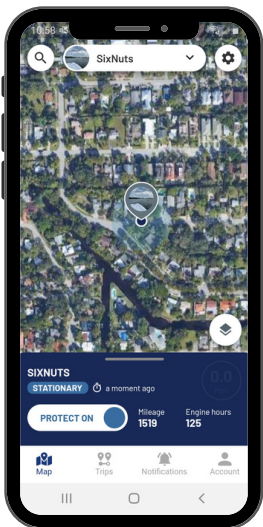 10:58
SixNuts
SIXNUTS
0.0
STATIONARY a moment ago
PROTECT ON
Mileage
1519
Engine hours
125
Map
Trips
Notifications
Account